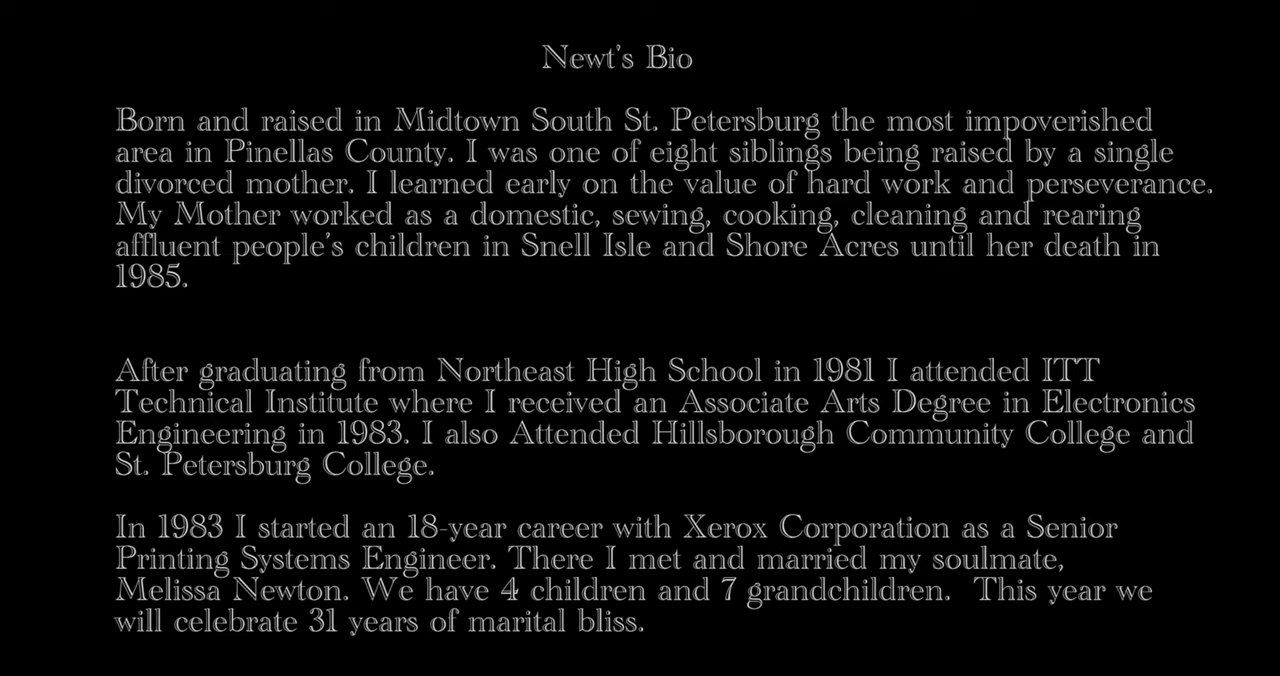 Newt's Bio
Born and raised in Midtown South St. Petersburg the most impoverished
area in Pinellas County. I was one of eight siblings being raised by a single
divorced mother. I learned early on the value of hard work and perseverance.
My Mother worked as a domestic, sewing, cooking, cleaning and rearing
affluent people's children in Snell Isle and Shore Acres until her death in
1985.
After graduating from Northeast High School in 1981 I attended ITT
Technical Institute where I received an Associate Arts Degree in Electronics
Engineering in 1983. I also Attended Hillsborough Community College and
St. Petersburg College.
In 1983 I started an 18-year career with Xerox Corporation as a Senior
Printing Systems Engineer. There I met and married my soulmate,
Melissa Newton. We have 4 children and 7 grandchildren.  This year we
will celebrate 31 years of marital bliss.